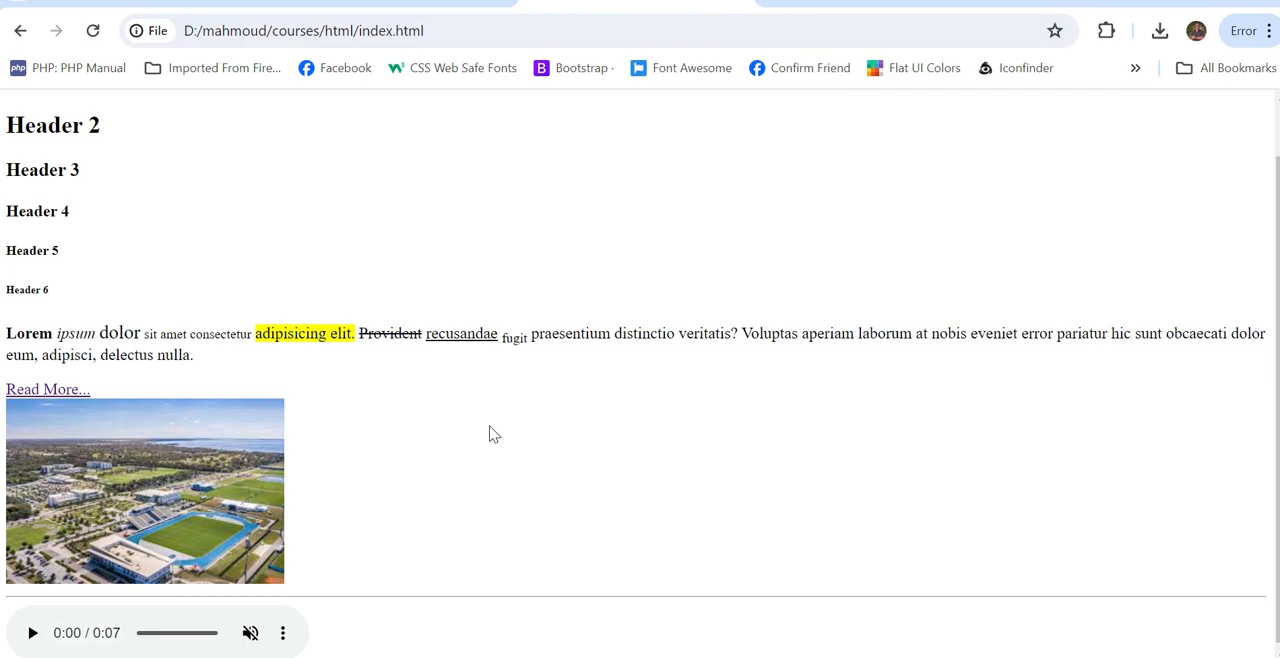 File D:/mahmoud/courses/html/index.html Error
PHP: PHP Manual Imported From Fire... Facebook CSS Web Safe Fonts Bootstrap · Font Awesome Confirm Friend Flat UI Colors Iconfinder » All Bookmarks
Header 2
Header 3
Header 4
Header 5
Header 6
Lorem ipsum dolor sit amet consectetur adipisicing elit. Provident recusandae fugit praesentium distinctio veritatis? Voluptas aperiam laborum at nobis eveniet error pariatur hic sunt obcaecati dolor
eum, adipisci, delectus nulla.
Read More...
0:00 / 0:07